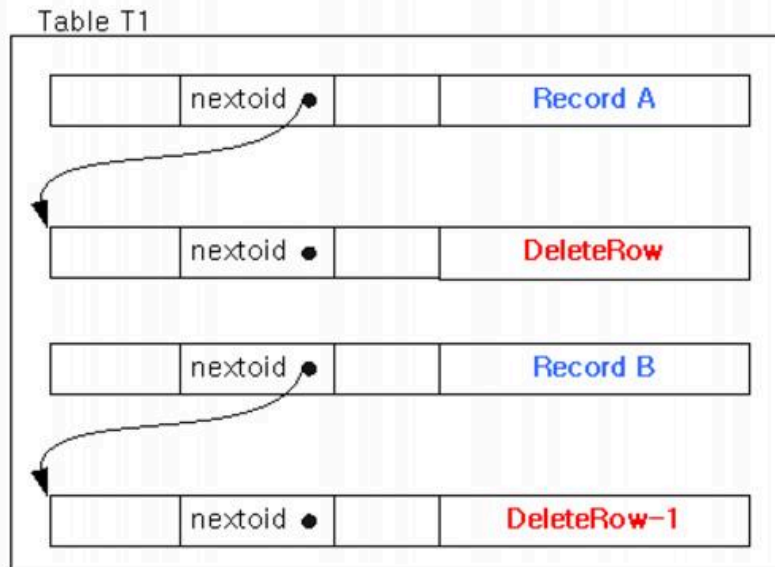 Table T1
nextoid Record A
nextoid DeleteRow
nextoid Record B
nextoid DeleteRow-1